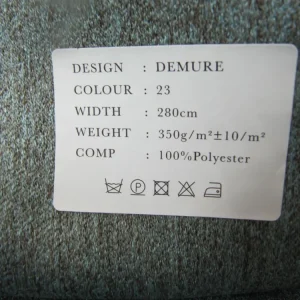 DESIGN : DEMURE
COLOUR : 23
WIDTH : 280cm
WEIGHT : 350g/m²±10/m²
COMP : 100%Polyester